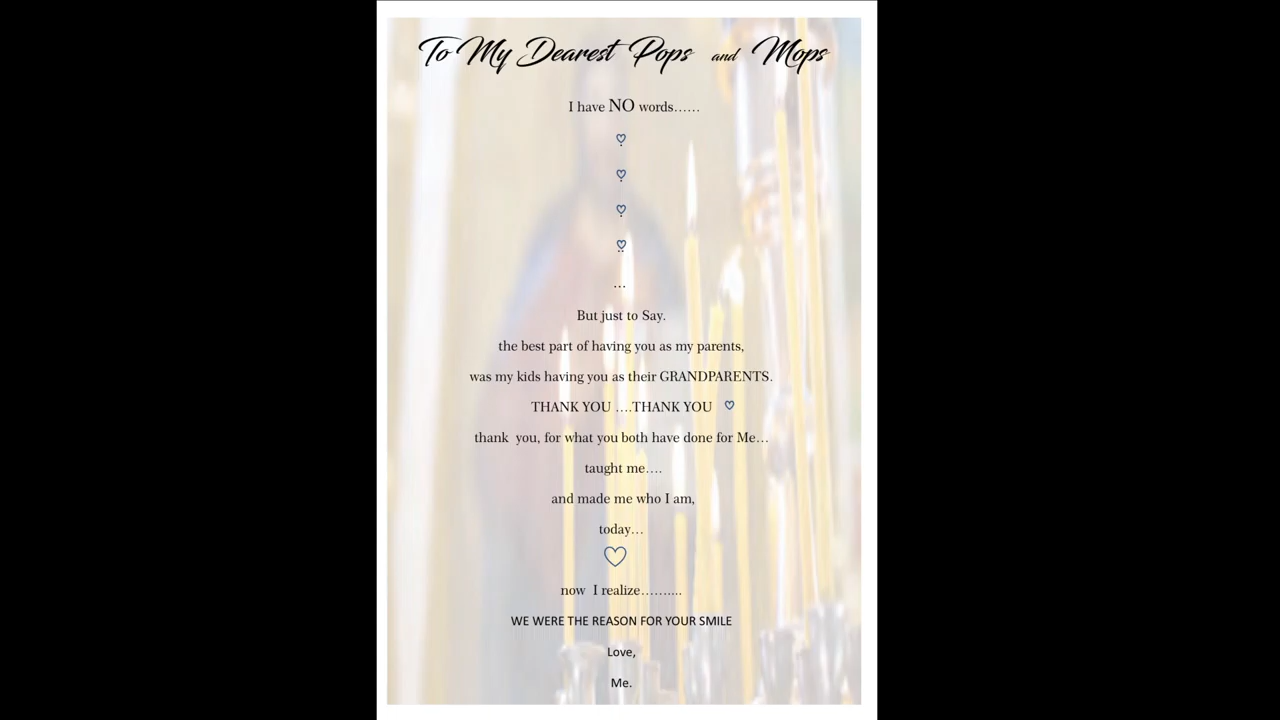 To My Dearest Pops and Mops
I have NO words……
♡
♡
♡
♡
…
But just to Say.
the best part of having you as my parents,
was my kids having you as their GRANDPARENTS.
THANK YOU ….THANK YOU ♡
thank you, for what you both have done for Me…
taught me….
and made me who I am,
today…
♡
now I realize……....
WE WERE THE REASON FOR YOUR SMILE
Love,
Me.